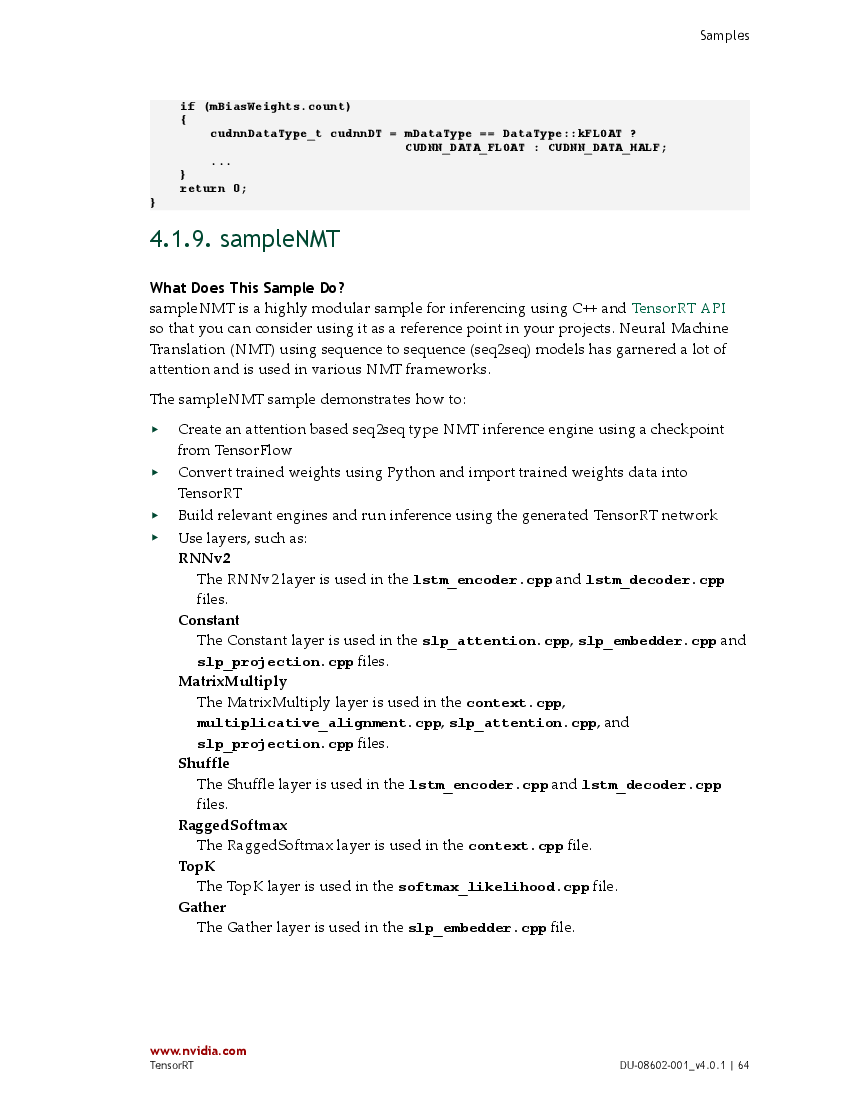 Samples
if (mBiasWeights.count)
{
cudnnDataType_t cudnnDT = mDataType == DataType::kFLOAT ?
CUDNN_DATA_FLOAT : CUDNN_DATA_HALF;
...
}
return 0;
}
4.1.9. sampleNMT
What Does This Sample Do?
sampleNMT is a highly modular sample for inferencing using C++ and TensorRT API
so that you can consider using it as a reference point in your projects. Neural Machine
Translation (NMT) using sequence to sequence (seq2seq) models has garnered a lot of
attention and is used in various NMT frameworks.
The sampleNMT sample demonstrates how to:
▸ Create an attention based seq2seq type NMT inference engine using a checkpoint
from TensorFlow
▸ Convert trained weights using Python and import trained weights data into
TensorRT
▸ Build relevant engines and run inference using the generated TensorRT network
▸ Use layers, such as:
RNNv2
The RNNv2 layer is used in the lstm_encoder.cpp and lstm_decoder.cpp
files.
Constant
The Constant layer is used in the slp_attention.cpp, slp_embedder.cpp and
slp_projection.cpp files.
MatrixMultiply
The MatrixMultiply layer is used in the context.cpp,
multiplicative_alignment.cpp, slp_attention.cpp, and
slp_projection.cpp files.
Shuffle
The Shuffle layer is used in the lstm_encoder.cpp and lstm_decoder.cpp
files.
RaggedSoftmax
The RaggedSoftmax layer is used in the context.cpp file.
TopK
The TopK layer is used in the softmax_likelihood.cpp file.
Gather
The Gather layer is used in the slp_embedder.cpp file.
www.nvidia.com
TensorRT DU-08602-001_v4.0.1 | 64